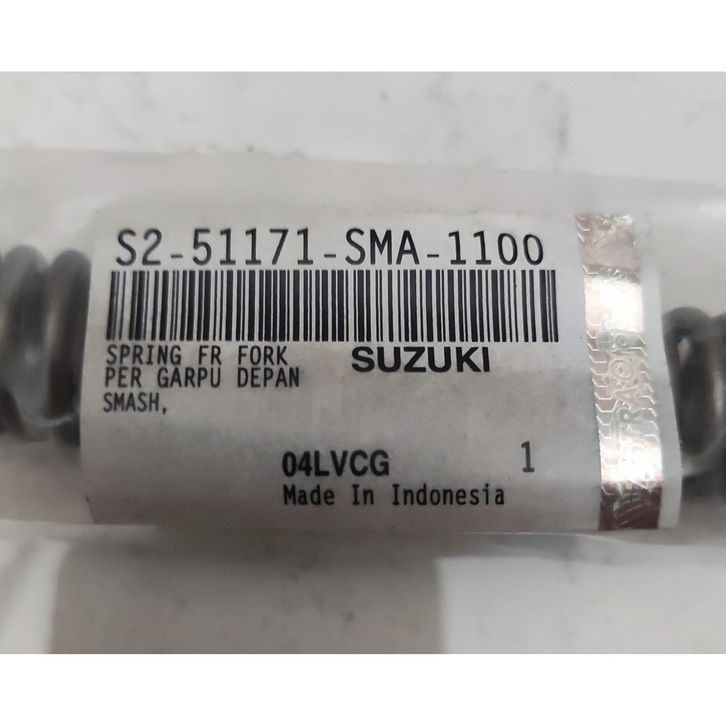 S2-51171-SMA-1100
SPRING FR FORK
SUZUKI
PER GARPU DEPAN
SMASH,
04LVCG
1
Made In Indonesia